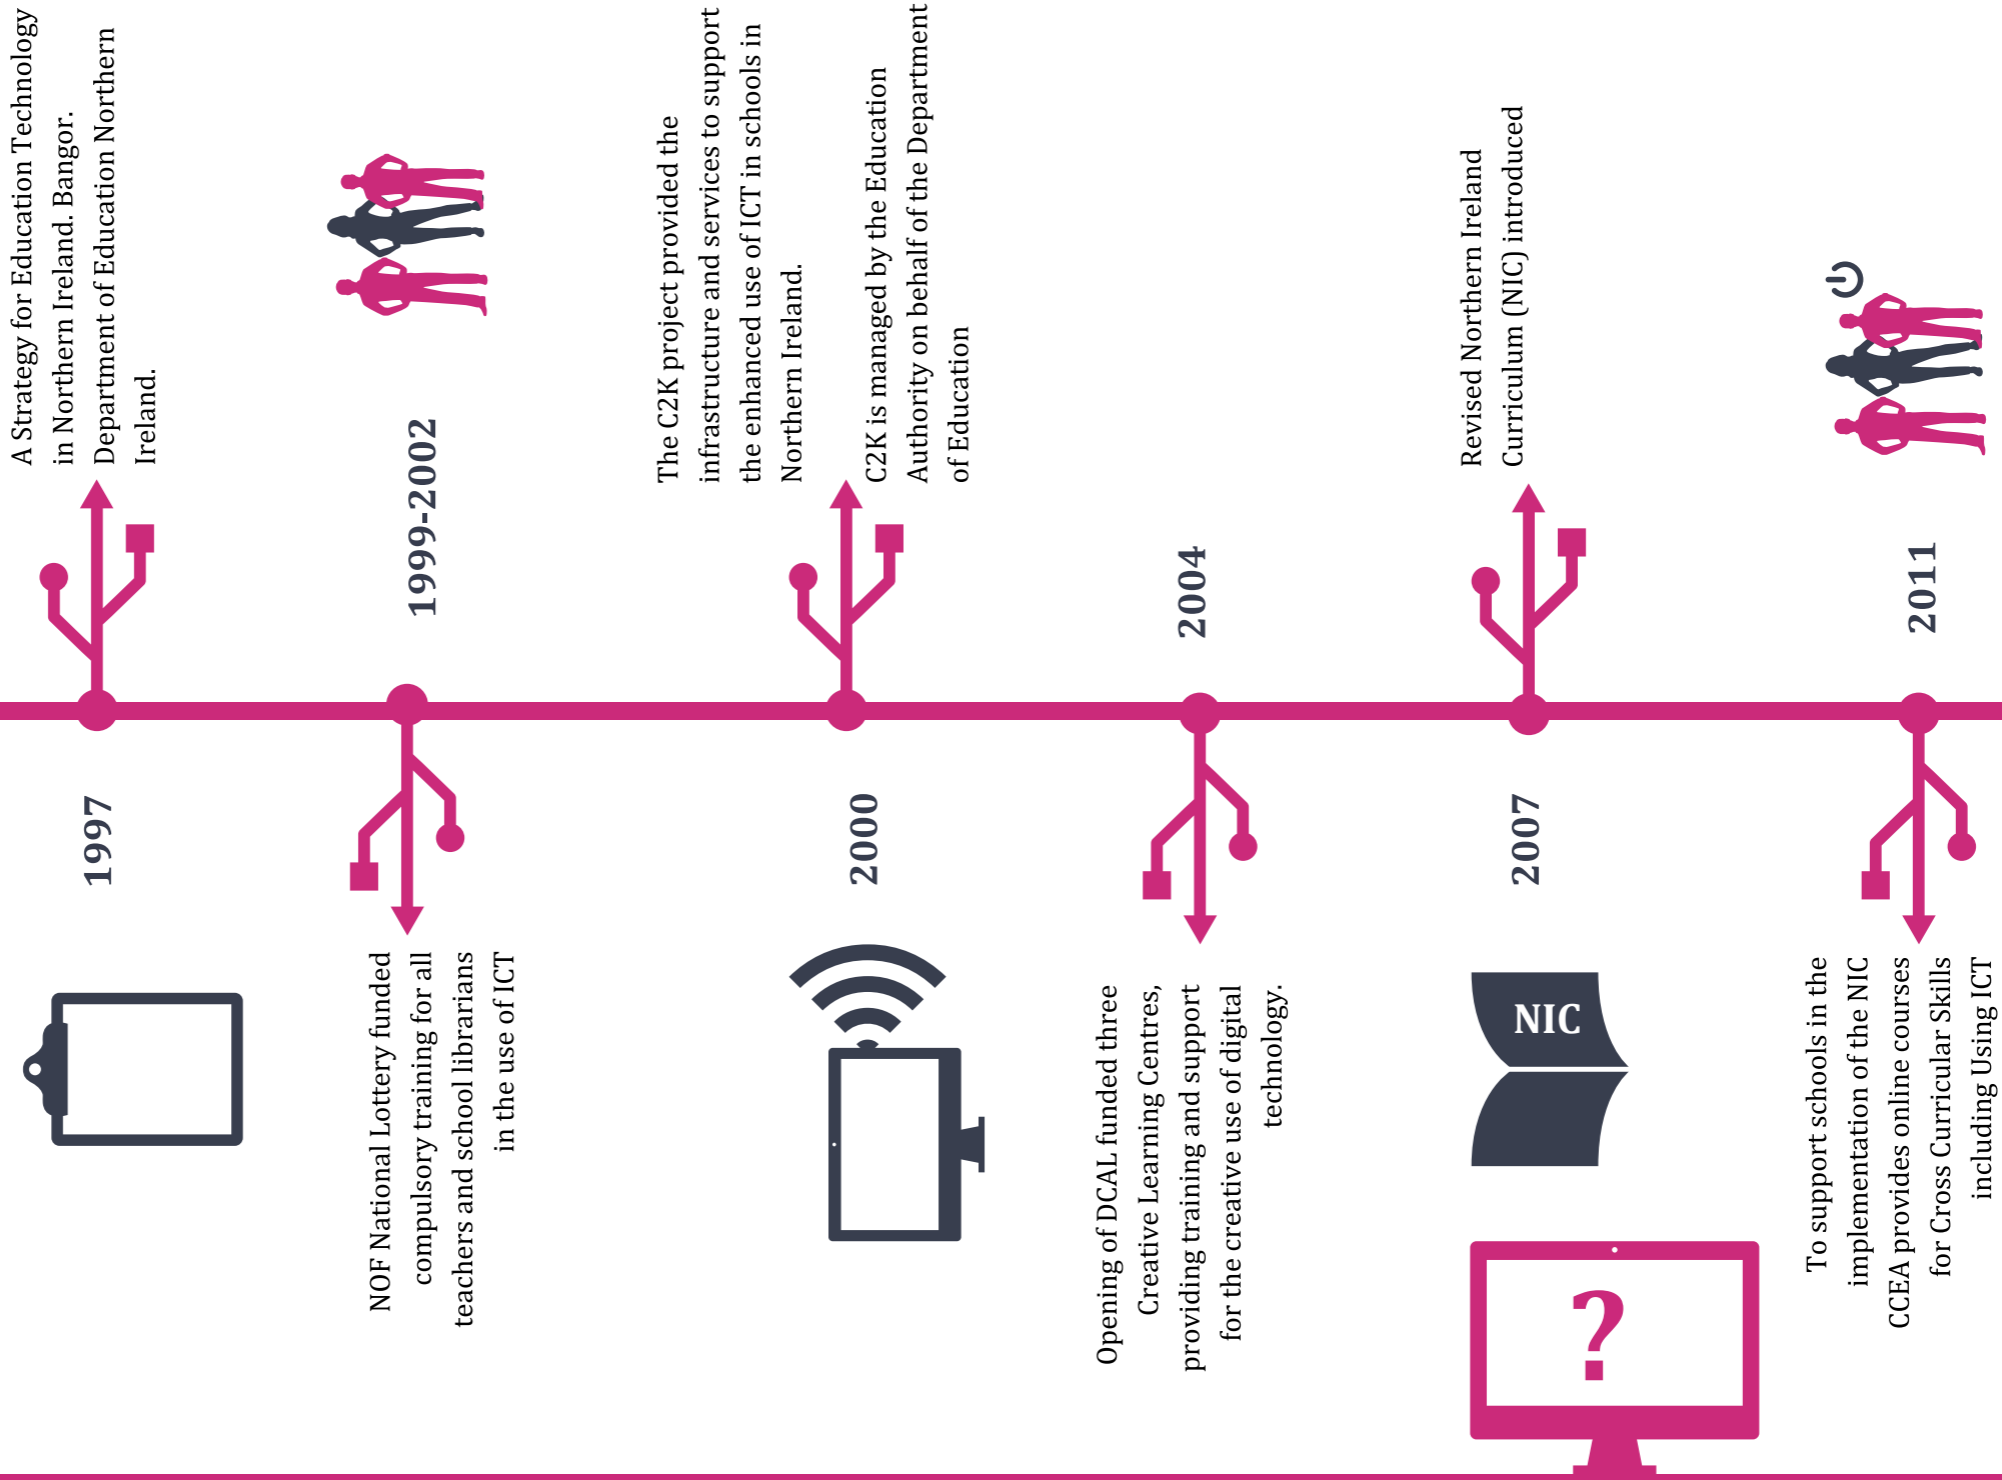 A Strategy for Education Technology
in Northern Ireland. Bangor.
Department of Education Northern
Ireland.
1997
1999-2002
NOF National Lottery funded
compulsory training for all
teachers and school librarians
in the use of ICT
The C2K project provided the
infrastructure and services to support
the enhanced use of ICT in schools in
Northern Ireland.
C2K is managed by the Education
Authority on behalf of the Department
of Education
2000
2004
Opening of DCAL funded three
Creative Learning Centres,
providing training and support
for the creative use of digital
technology.
Revised Northern Ireland
Curriculum (NIC) introduced
2007
NIC
?
2011
To support schools in the
implementation of the NIC
CCEA provides online courses
for Cross Curricular Skills
including Using ICT